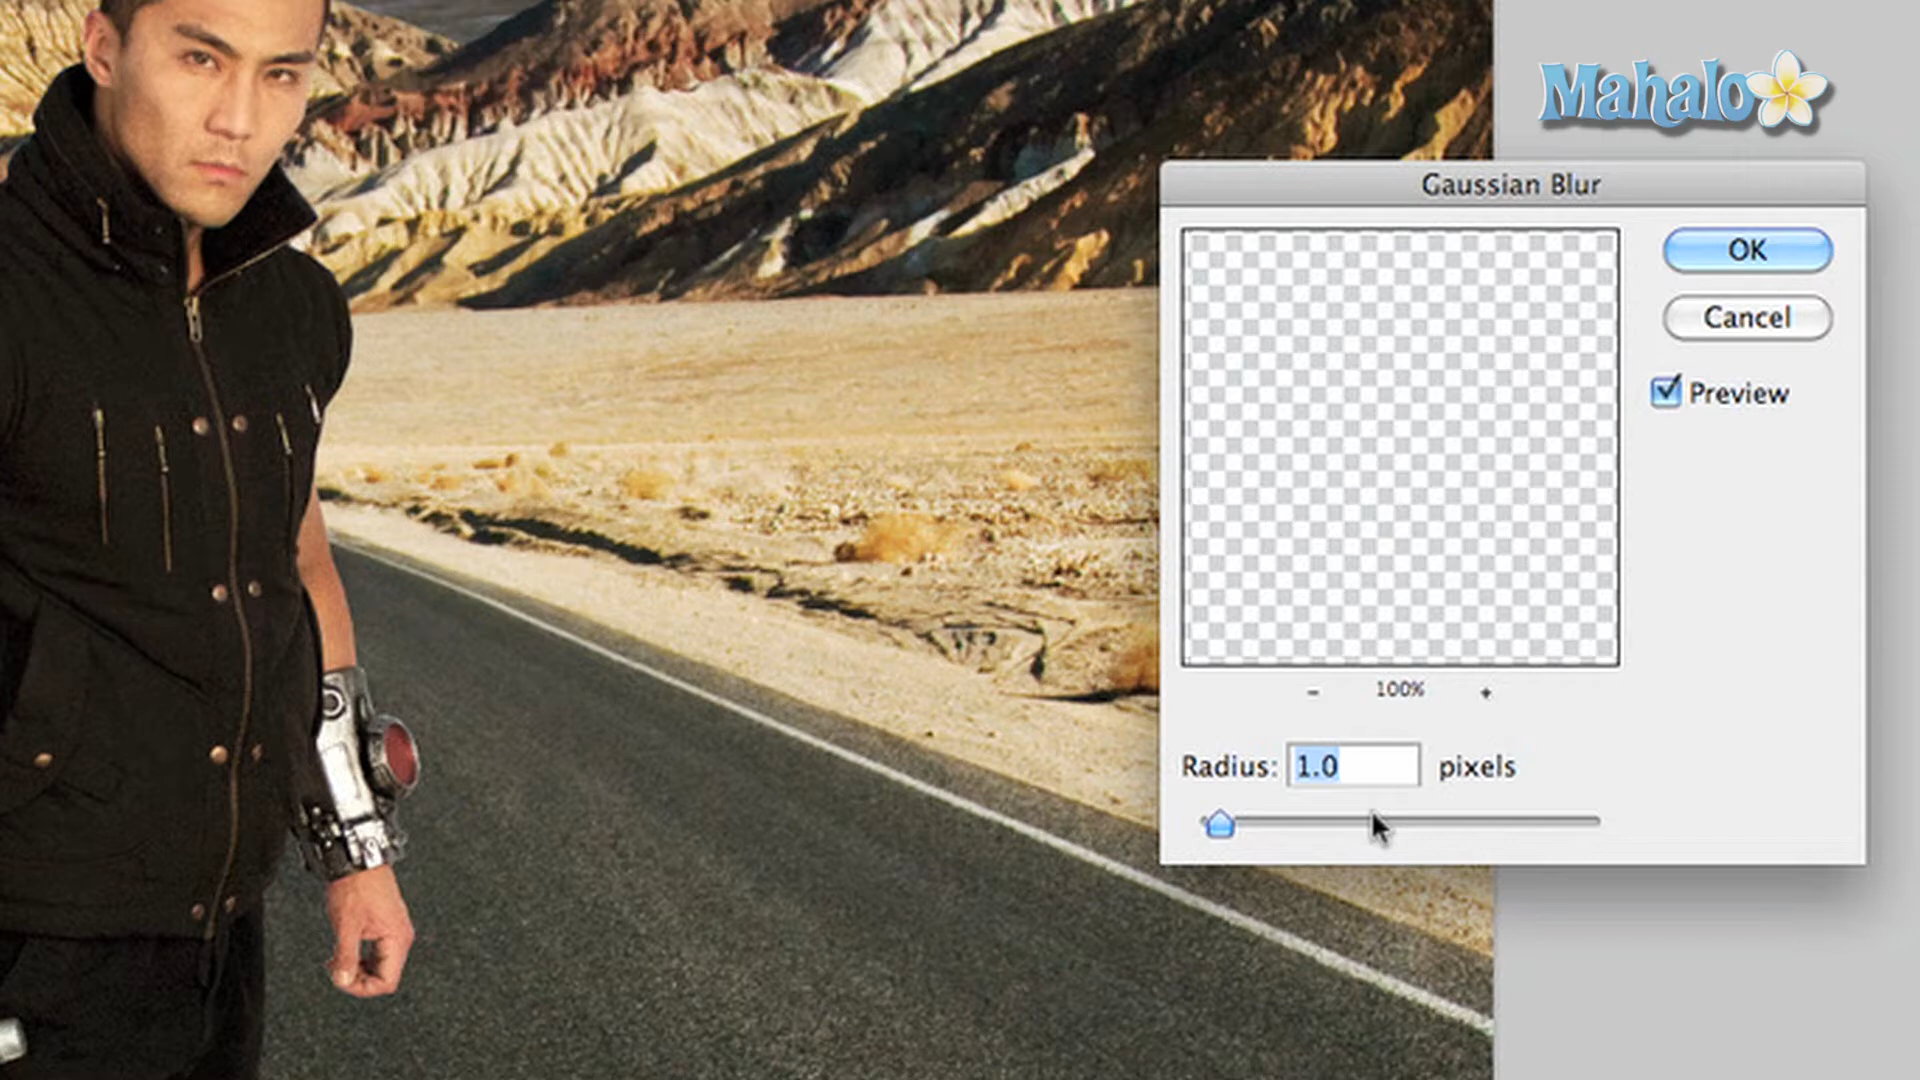 Mahalo
Gaussian Blur
OK
Cancel
Preview
- 100% +
Radius: 1.0 pixels